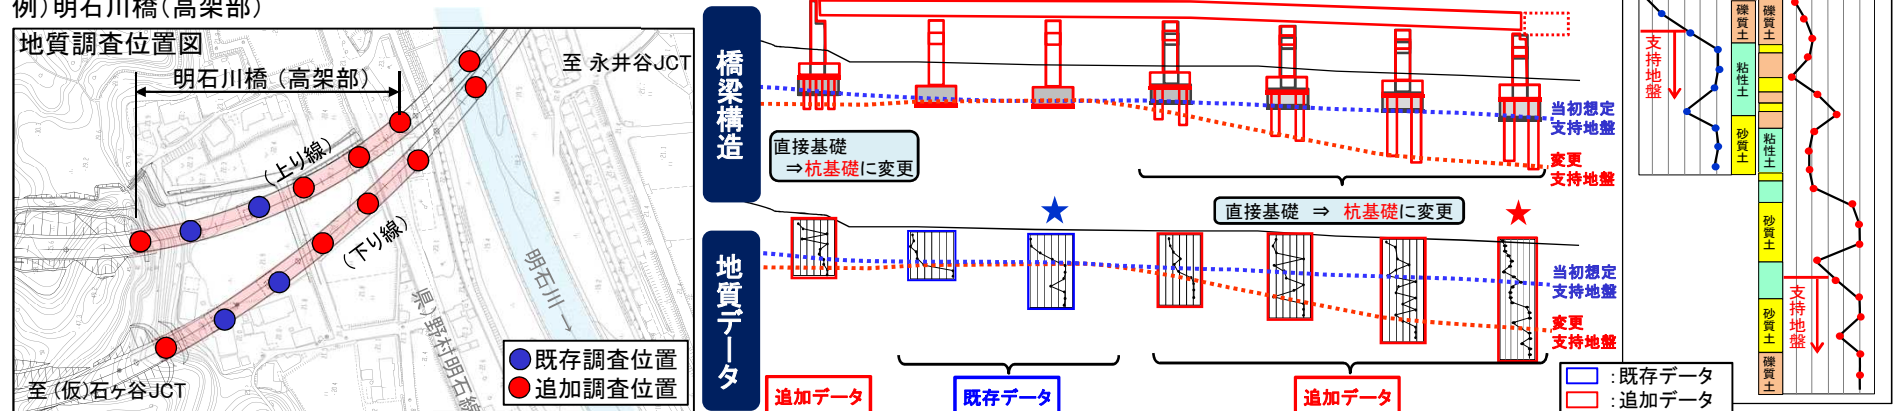 例)明石川橋(高架部)
地質調査位置図
明石川橋(高架部)
至 永井谷JCT
(上り線)
(下り線)
明石川→
県)野村明石線
至(仮)石ヶ谷JCT
既存調査位置
追加調査位置
橋梁構造
直接基礎
⇒杭基礎に変更
当初想定
支持地盤
変更
支持地盤
直接基礎 ⇒ 杭基礎に変更
地質データ
当初想定
支持地盤
変更
支持地盤
追加データ
既存データ
追加データ
:既存データ
:追加データ
支持地盤
礫質土
粘性土
砂質土
礫質土
粘性土
砂質土
砂質土
礫質土
支持地盤